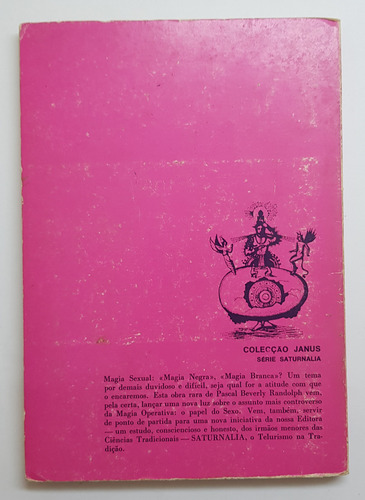 COLECÇÃO JANUS
SÉRIE SATURNALIA
Magia Sexual: «Magia Negra», «Magia Branca»? Um tema
por demais duvidoso e difícil, seja qual for a atitude com que
o encaremos. Esta obra rara de Pascal Beverly Randolph vem,
pela certa, lançar uma nova luz sobre o assunto mais controverso
da Magia Operativa: o papel do Sexo. Vem, também, servir
de ponto de partida para uma nova iniciativa da nossa Editora
— um estudo, consciencioso e honesto, dos irmãos menores das
Ciências Tradicionais — SATURNALIA, o Telurismo na Tra-
dição.